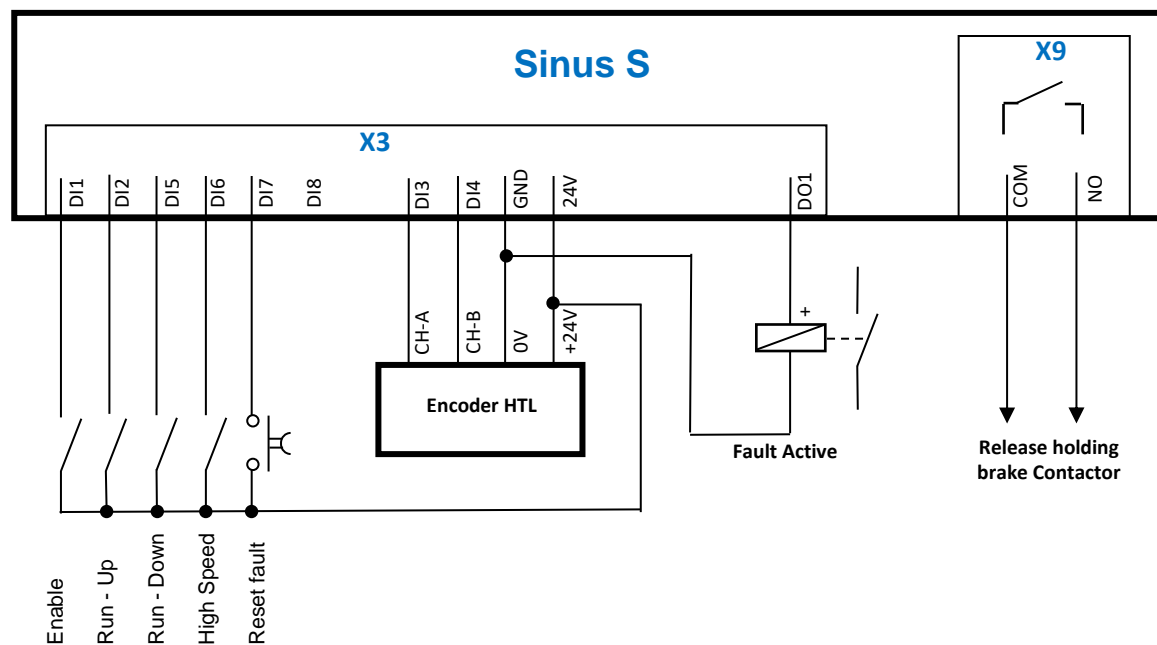 Sinus S
X9
X3
DI1
DI2
DI5
DI6
DI7
DI8
DI3
DI4
GND
24V
DO1
COM
NO
CH-A
CH-B
0V
+24V
+
Encoder HTL
Fault Active
Release holding
brake Contactor
Enable
Run - Up
Run - Down
High Speed
Reset fault